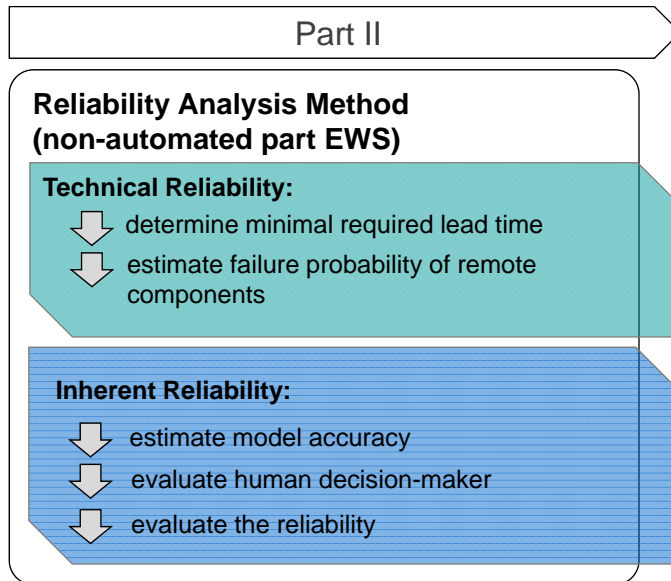 Part II
Reliability Analysis Method
(non-automated part EWS)
Technical Reliability:
determine minimal required lead time
estimate failure probability of remote
components
Inherent Reliability:
estimate model accuracy
evaluate human decision-maker
evaluate the reliability